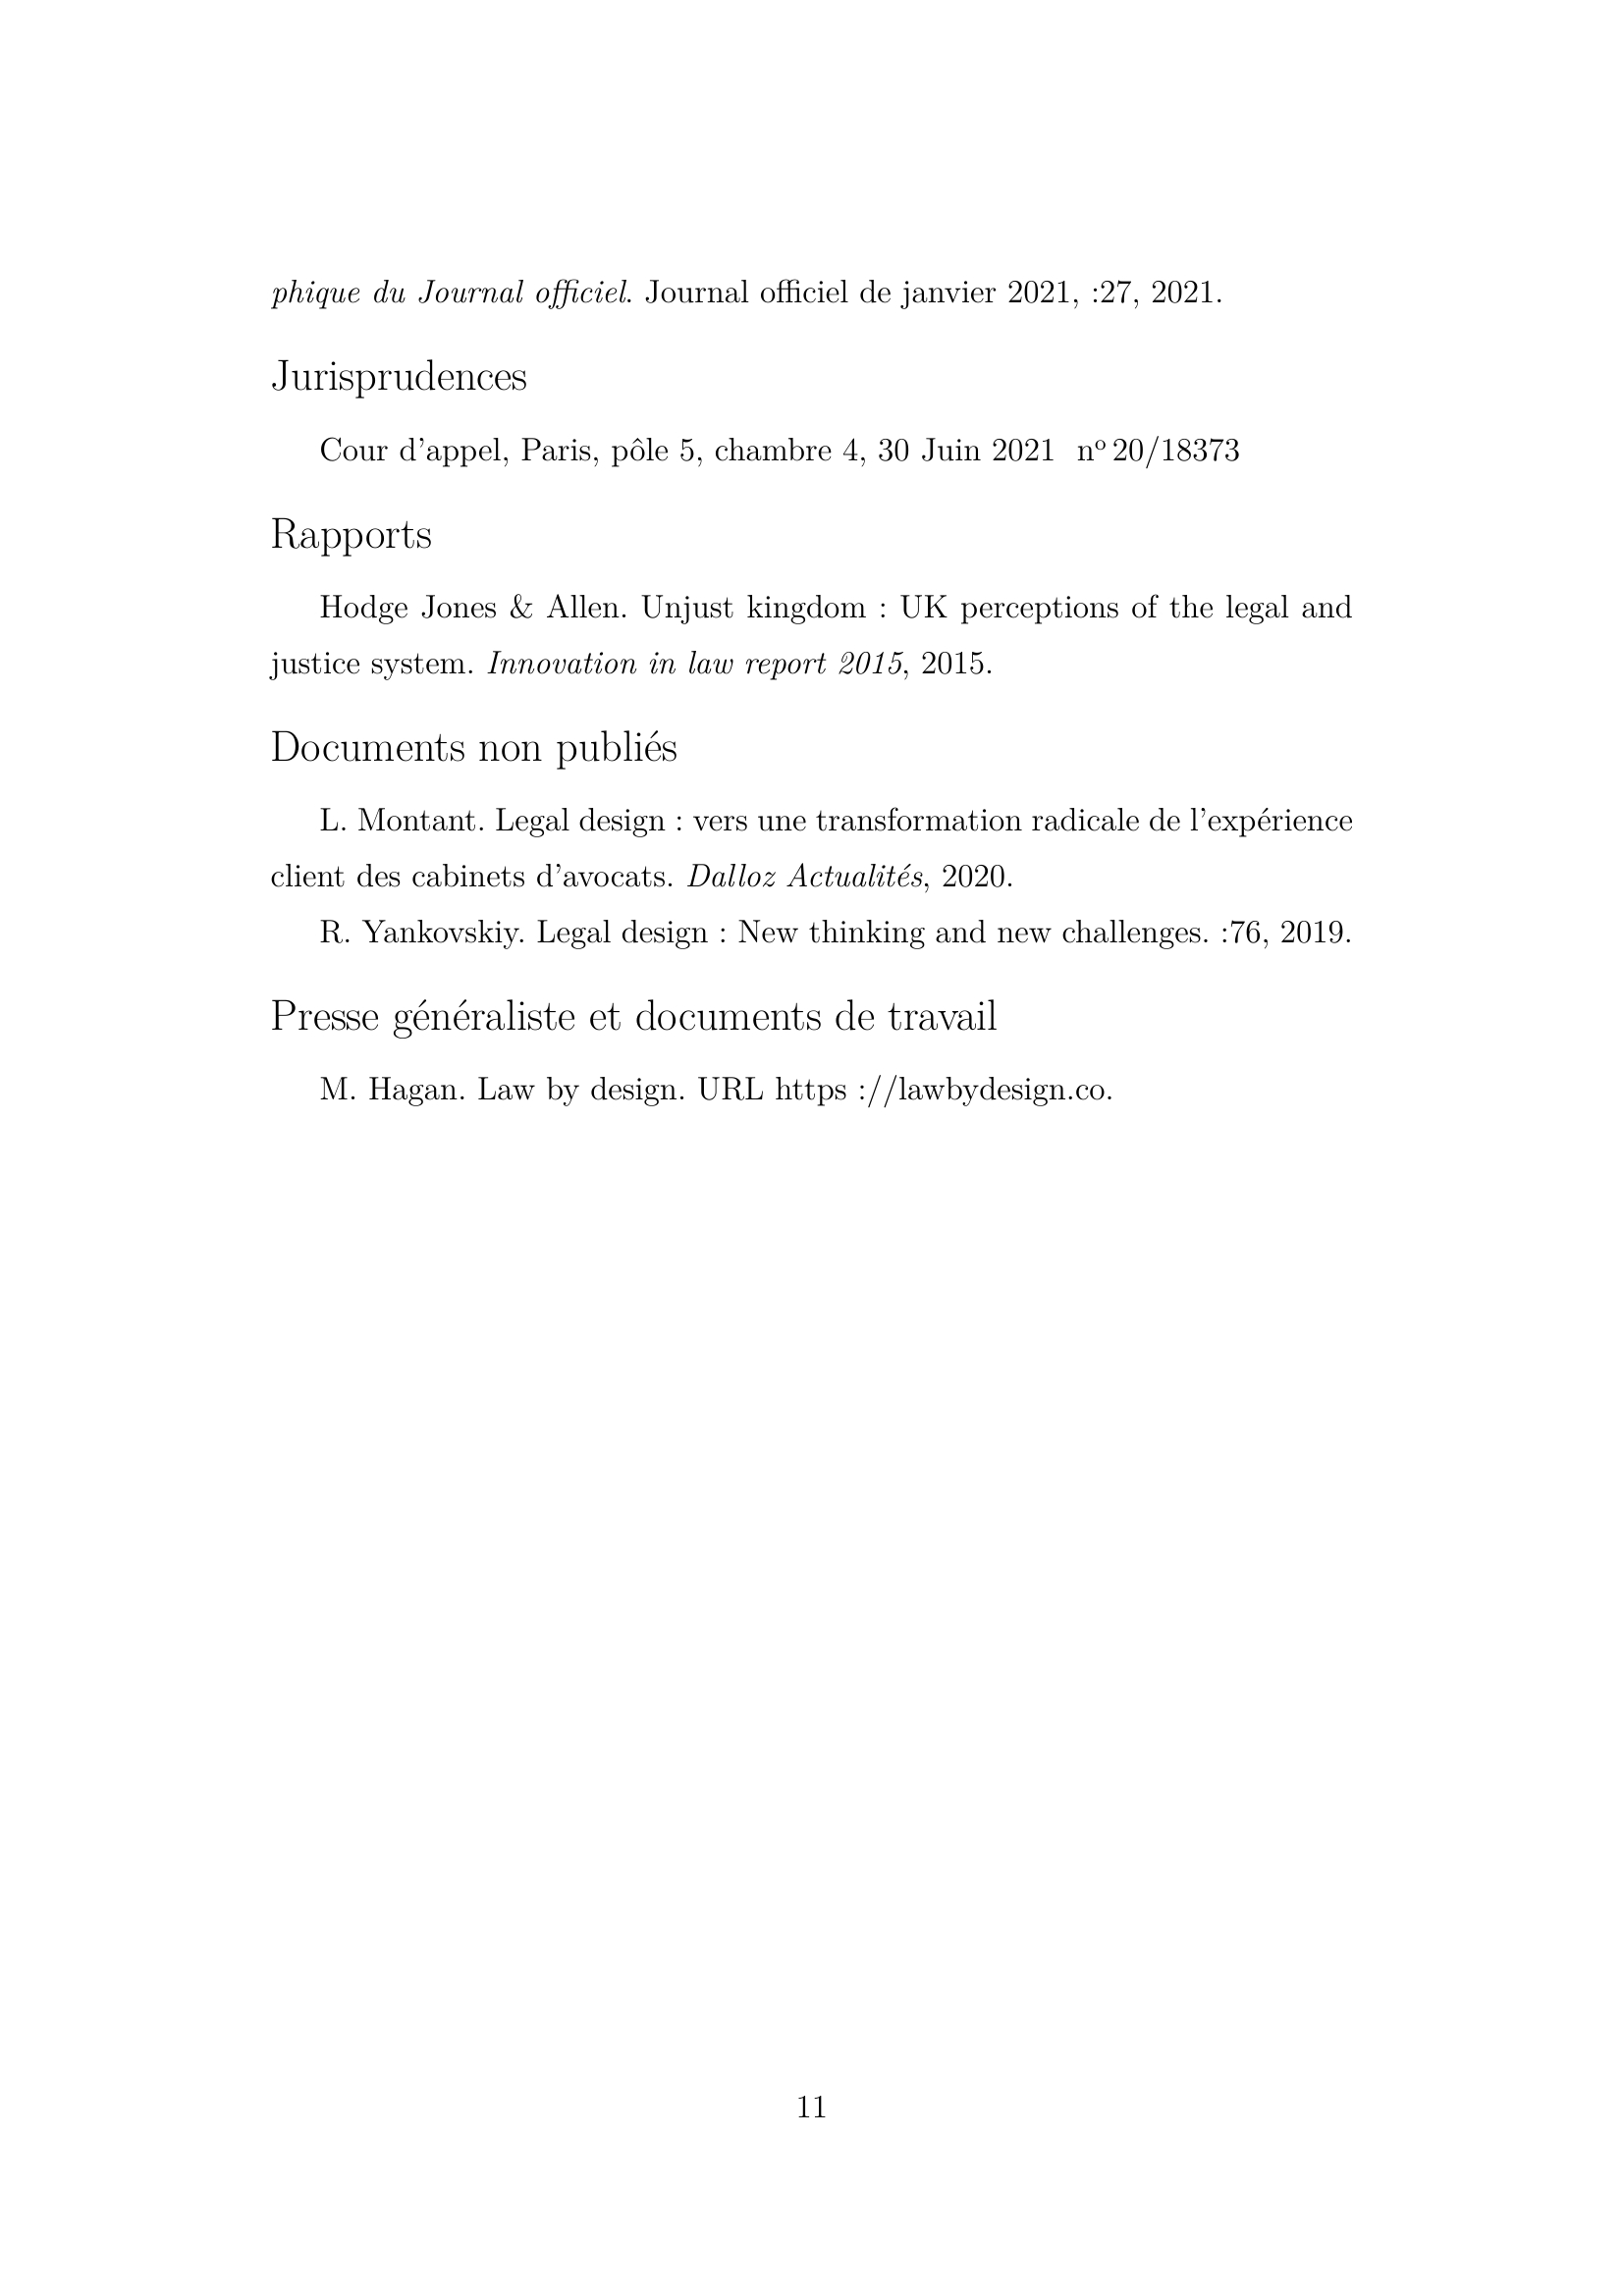 phique du Journal officiel. Journal officiel de janvier 2021, :27, 2021.
Jurisprudences
Cour d'appel, Paris, pôle 5, chambre 4, 30 Juin 2021 nº 20/18373
Rapports
Hodge Jones & Allen. Unjust kingdom : UK perceptions of the legal and
justice system. Innovation in law report 2015, 2015.
Documents non publiés
L. Montant. Legal design : vers une transformation radicale de l'expérience
client des cabinets d'avocats. Dalloz Actualités, 2020.
R. Yankovskiy. Legal design : New thinking and new challenges. :76, 2019.
Presse généraliste et documents de travail
M. Hagan. Law by design. URL https ://lawbydesign.co.
11